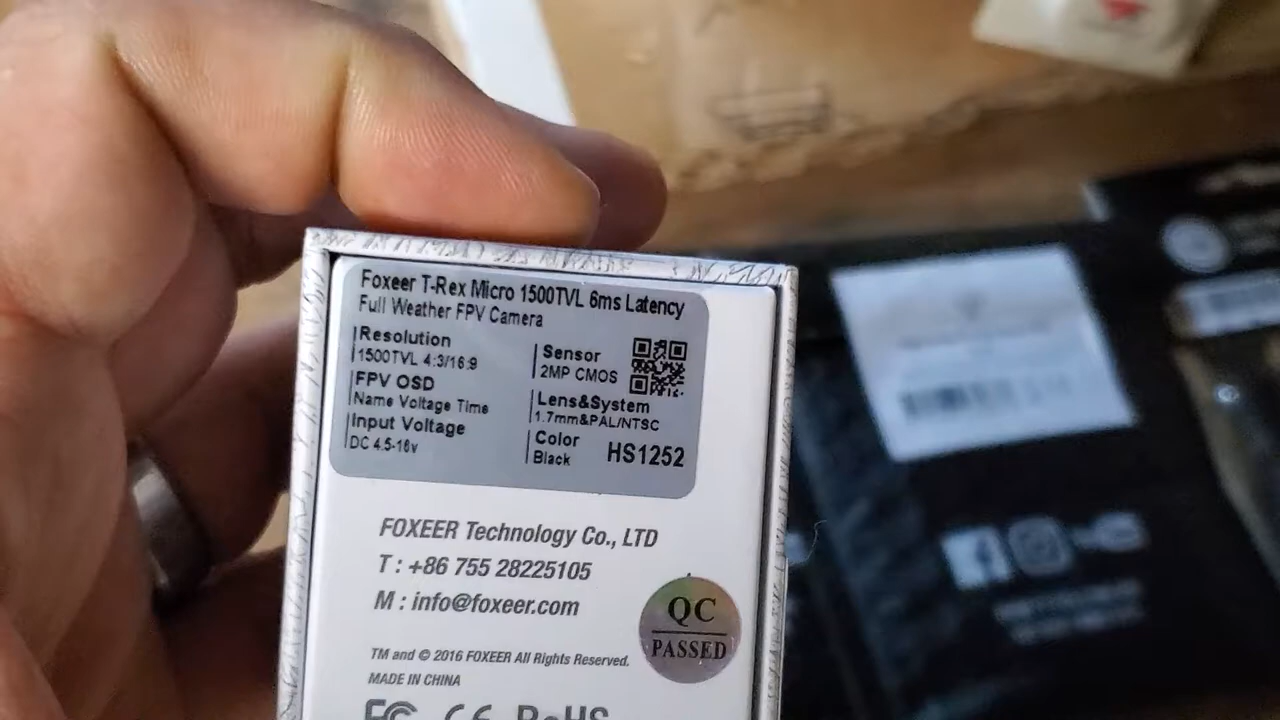 Foxeer T-Rex Micro 1500TVL 6ms Latency
Full Weather FPV Camera
Resolution
1500TVL 4:3/16:9
FPV OSD
Name Voltage Time
Input Voltage
DC 4.5-16v
Sensor
2MP CMOS
Lens&System
1.7mm&PAL/NTSC
Color
Black
HS1252
FOXEER Technology Co., LTD
T : +86 755 28225105
M : info@foxeer.com
QC
PASSED
TM and © 2016 FOXEER All Rights Reserved.
MADE IN CHINA
FC CE RoHS